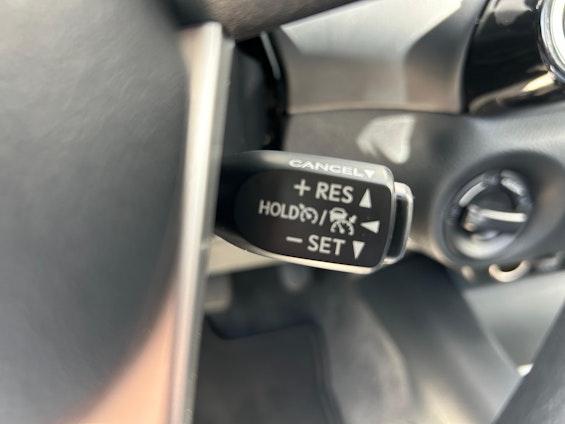 CANCEL▼
+ RES ▲
HOLD / ◀
− SET ▼